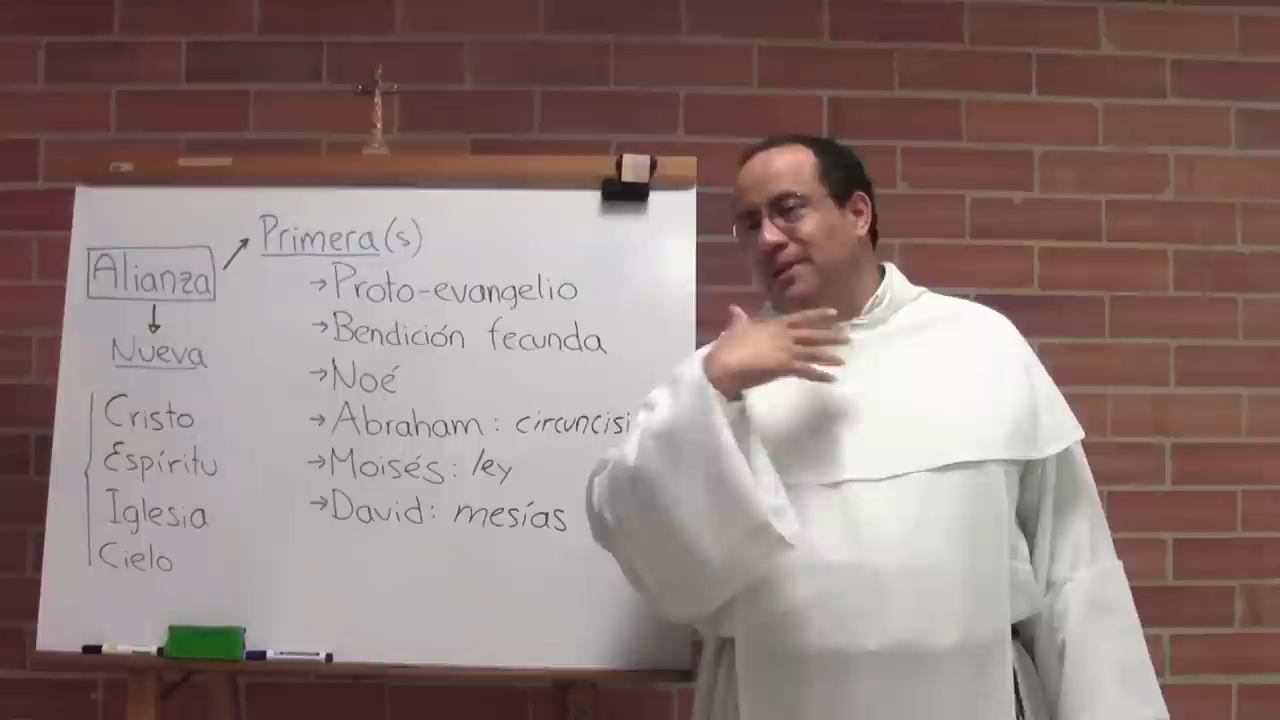 Primera(s)
Alianza
→Proto-evangelio
→Bendición fecunda
Nueva
→Noé
Cristo
→Abraham: circuncisi
Espíritu
→Moisés: ley
Iglesia
→David: mesías
Cielo